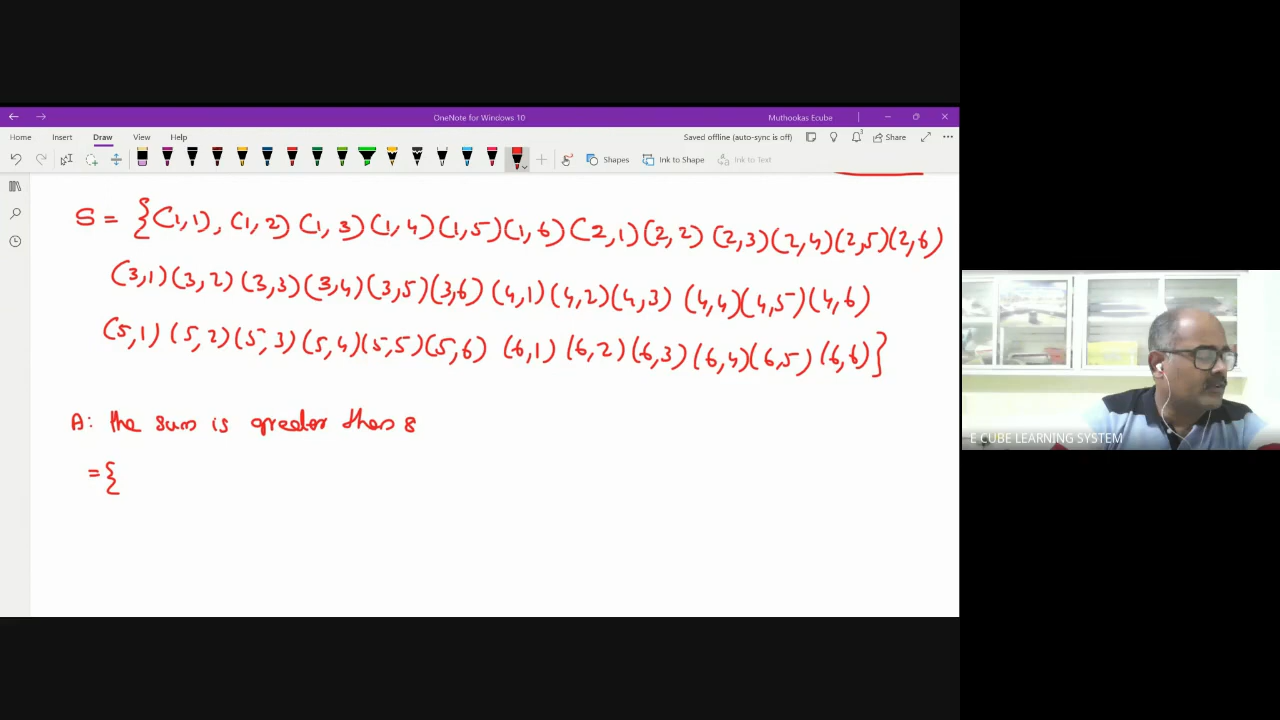 OneNote for Windows 10
Muthookas Ecube
Home Insert Draw View Help
Saved offline (auto-sync is off)
3
Share
Shapes
Ink to Shape
Ink to Text
S = {(1,1), (1,2) (1,3) (1,4) (1,5) (1,6) (2,1) (2,2) (2,3) (2,4) (2,5) (2,6)
(3,1) (3,2) (3,3) (3,4) (3,5) (3,6) (4,1) (4,2) (4,3) (4,4) (4,5) (4,6)
(5,1) (5,2) (5,3) (5,4) (5,5) (5,6) (6,1) (6,2) (6,3) (6,4) (6,5) (6,6)}
A: the sum is greater than 8
= {
E CUBE LEARNING SYSTEM